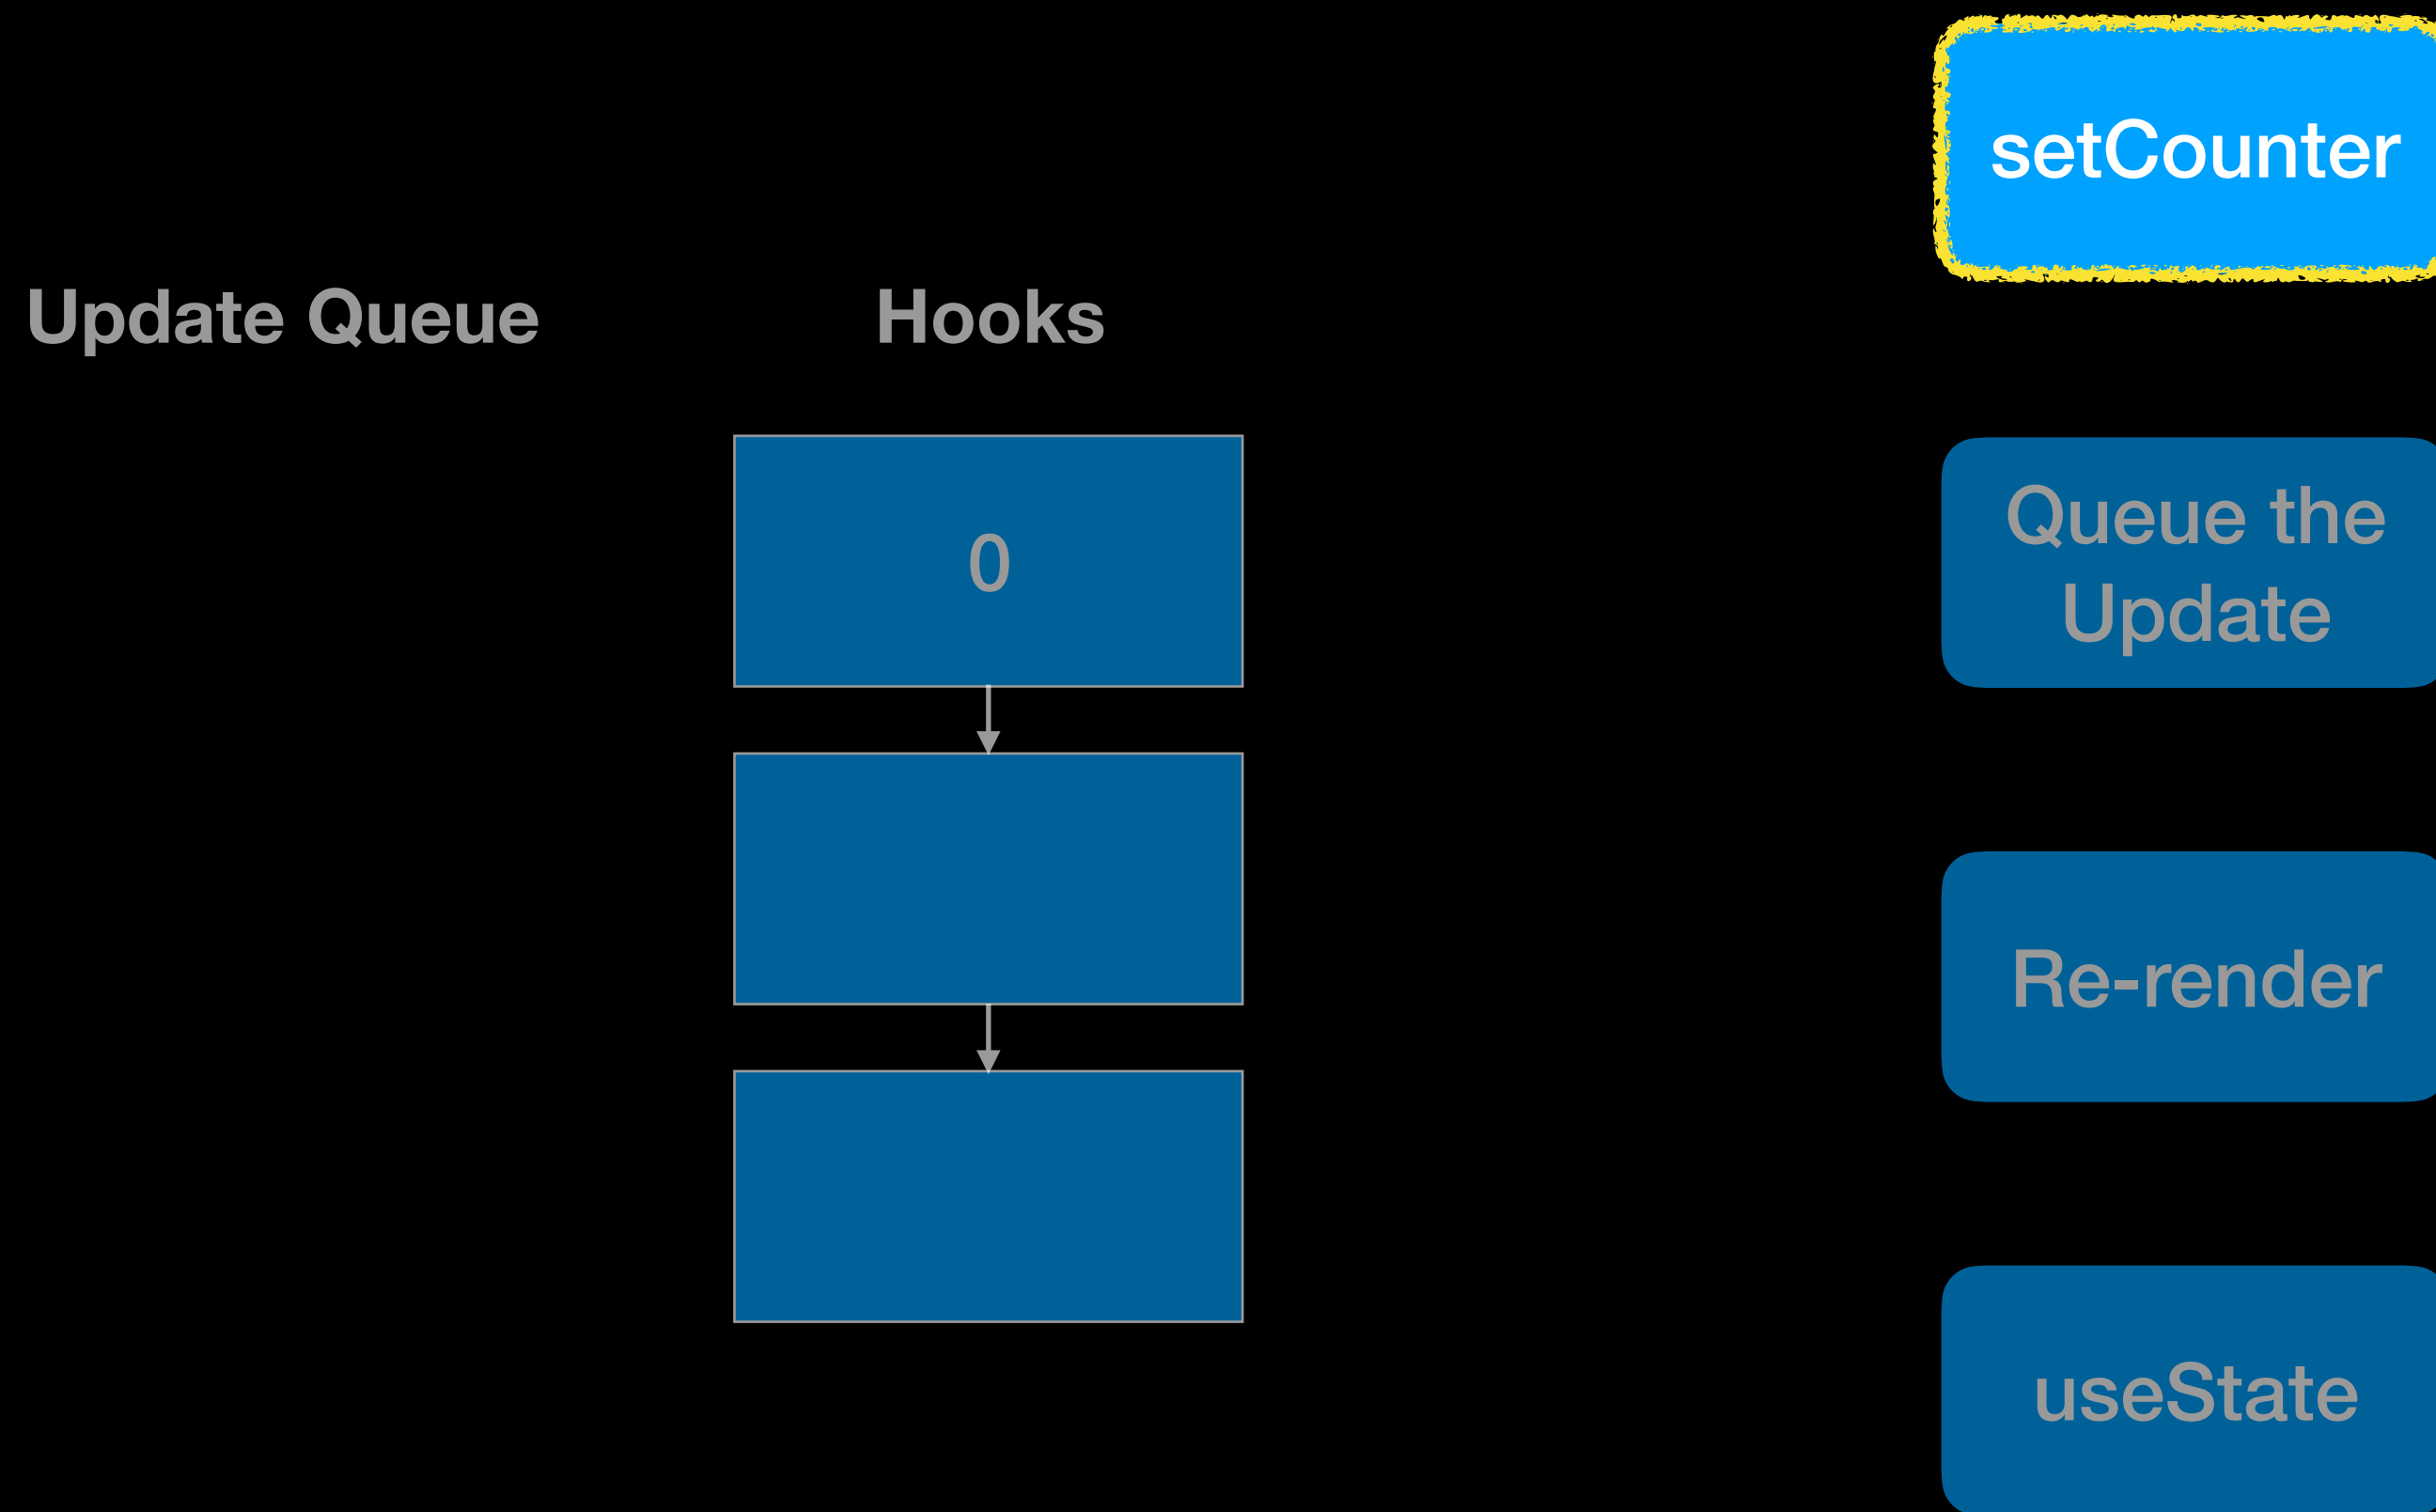 setCounter
Update Queue
Hooks
0
Queue the
Update
Re-render
useState